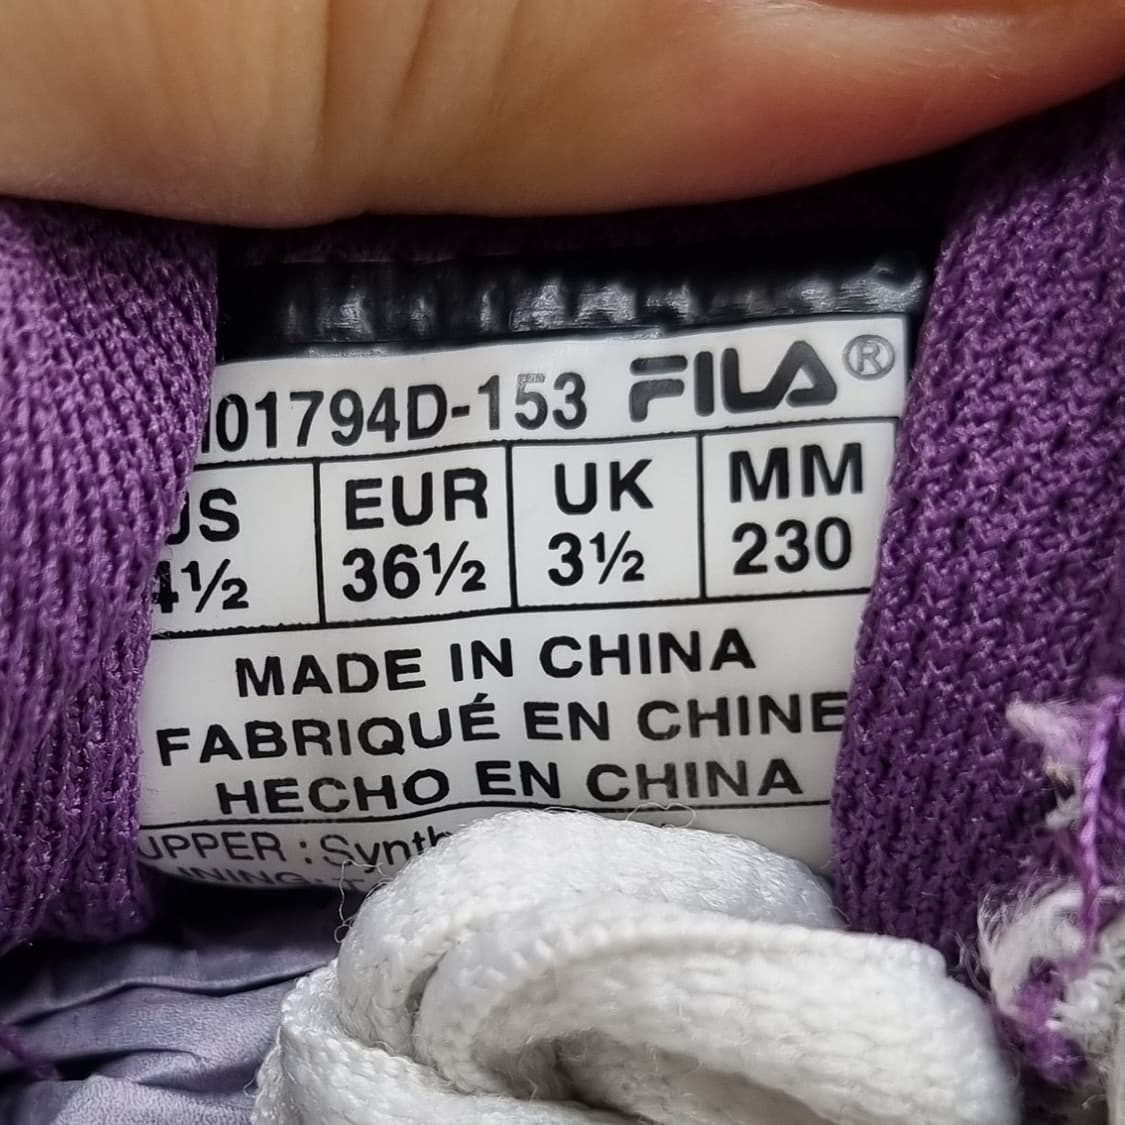 01794D-153 FILA®
US EUR UK MM
4½ 36½ 3½ 230
MADE IN CHINA
FABRIQUÉ EN CHINE
HECHO EN CHINA
UPPER : Synth